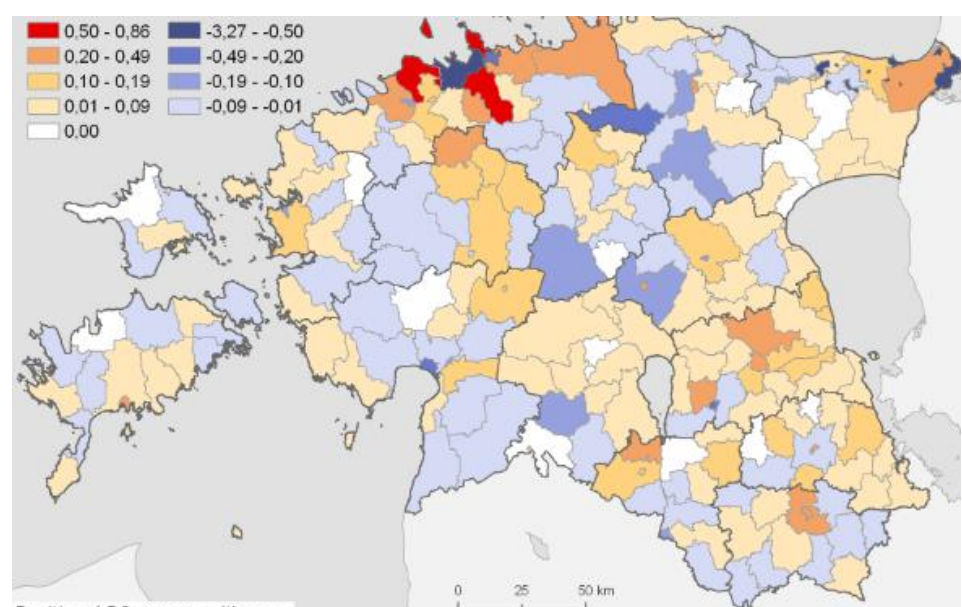 0,50 - 0,86 -3,27 - -0,50
0,20 - 0,49 -0,49 - -0,20
0,10 - 0,19 -0,19 - -0,10
0,01 - 0,09 -0,09 - -0,01
0,00
0 25 50 km